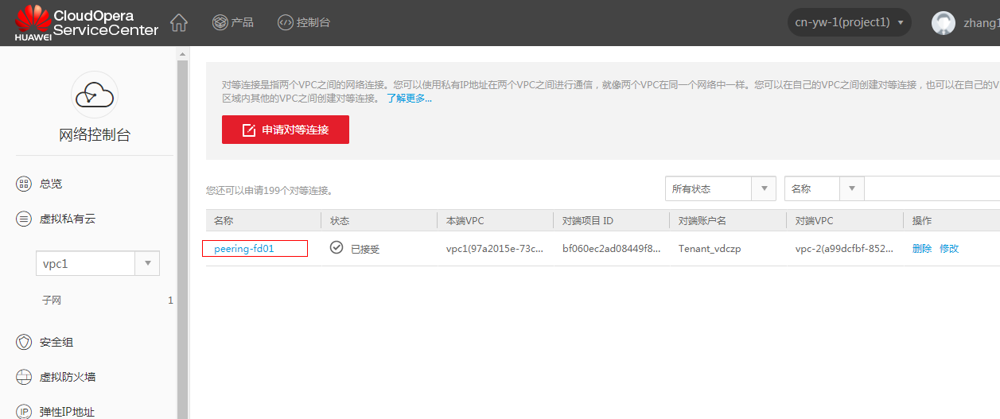 HUAWEI
CloudOpera
ServiceCenter
产品
控制台
cn-yw-1(project1)
zhang1
网络控制台
总览
虚拟私有云
vpc1
子网 1
安全组
虚拟防火墙
IP 弹性IP地址
对等连接是指两个VPC之间的网络连接。您可以使用私有IP地址在两个VPC之间进行通信，就像两个VPC在同一个网络中一样。您可以在自己的VPC之间创建对等连接，也可以在自己的V
区域内其他的VPC之间创建对等连接。 了解更多...
申请对等连接
您还可以申请199个对等连接。
所有状态
名称
名称 状态 本端VPC 对端项目 ID 对端账户名 对端VPC 操作
peering-fd01 已接受 vpc1(97a2015e-73c... bf060ec2ad08449f8... Tenant_vdczp vpc-2(a99dcfbf-852... 删除 修改